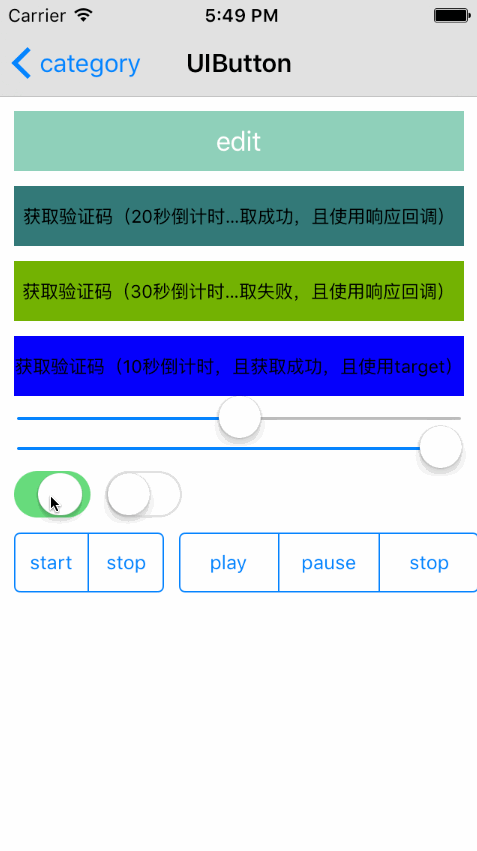 Carrier 5:49 PM
category UIButton
edit
获取验证码（20秒倒计时...取成功，且使用响应回调）
获取验证码（30秒倒计时...取失败，且使用响应回调）
获取验证码（10秒倒计时，且获取成功，且使用target）
start stop play pause stop